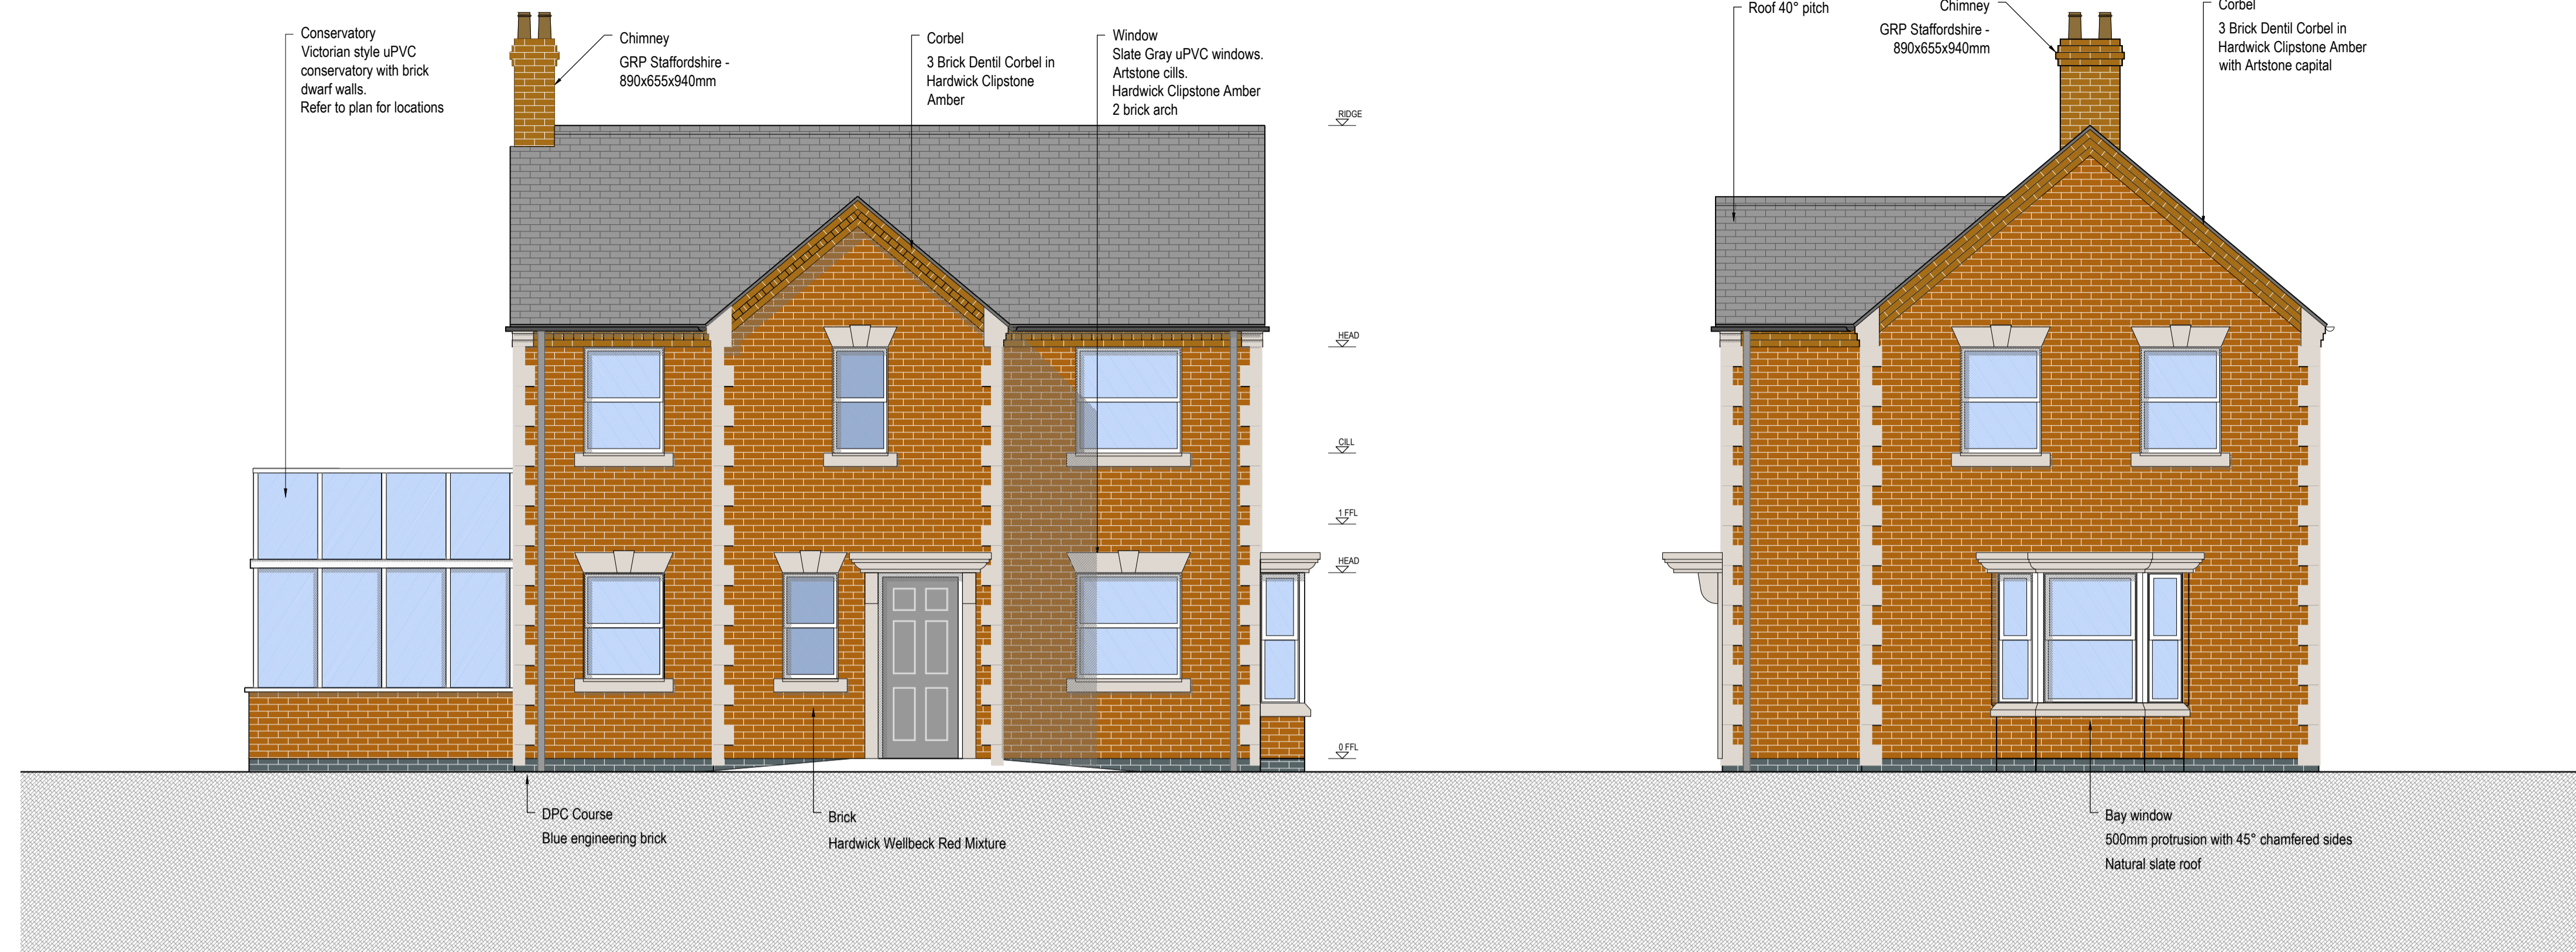 Conservatory
Victorian style uPVC
conservatory with brick
dwarf walls.
Refer to plan for locations
Chimney
GRP Staffordshire -
890x655x940mm
Corbel
3 Brick Dentil Corbel in
Hardwick Clipstone
Amber
Window
Slate Gray uPVC windows.
Artstone cills.
Hardwick Clipstone Amber
2 brick arch
RIDGE
HEAD
CILL
1 FFL
HEAD
0 FFL
DPC Course
Blue engineering brick
Brick
Hardwick Wellbeck Red Mixture
Roof 40° pitch
Chimney
GRP Staffordshire -
890x655x940mm
Corbel
3 Brick Dentil Corbel in
Hardwick Clipstone Amber
with Artstone capital
Bay window
500mm protrusion with 45° chamfered sides
Natural slate roof